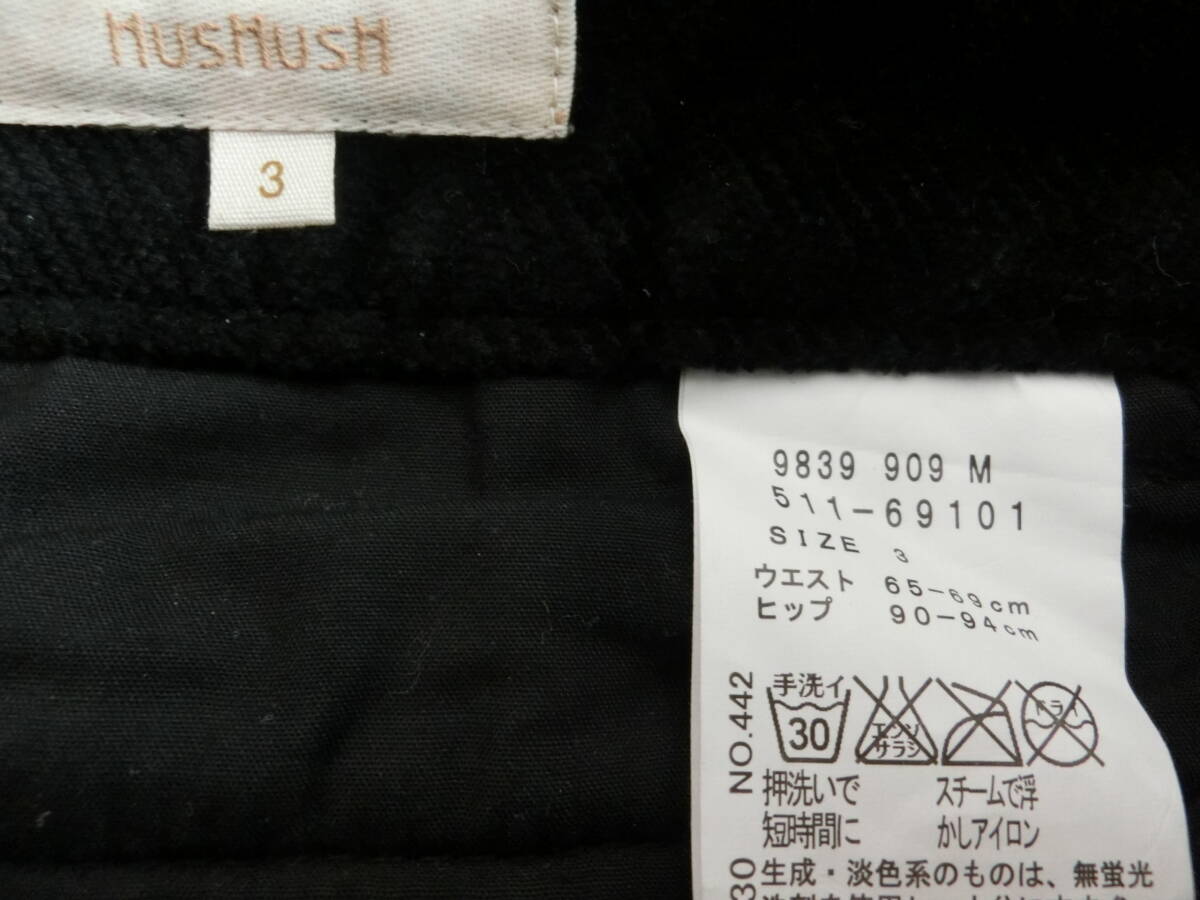 HusHusH
3
9839 909 M
511-69101
SIZE 3
ウエスト 65-69cm
ヒップ 90-94cm
NO.442
手洗イ
30
エンソ
サラシ
ドライ
押洗いで
短時間に
スチームで浮
かしアイロン
30
生成・淡色系のものは、無蛍光